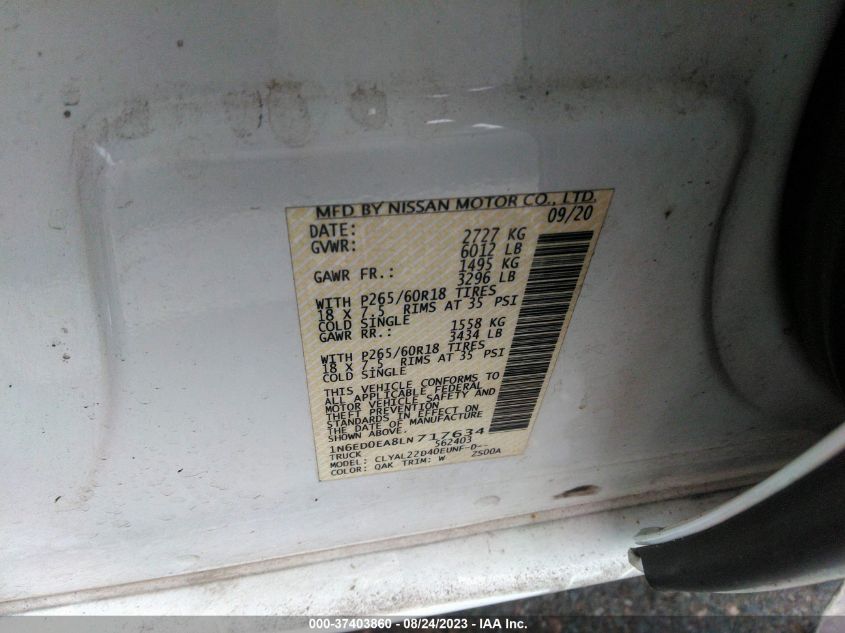 MFD BY NISSAN MOTOR CO., LTD.
DATE: 09/20
GVWR: 2727 KG
6012 LB
GAWR FR.: 1495 KG
3296 LB
WITH P265/60R18 TIRES
18 X 7.5 RIMS AT 35 PSI
COLD SINGLE
GAWR RR.: 1558 KG
3434 LB
WITH P265/60R18 TIRES
18 X 7.5 RIMS AT 35 PSI
COLD SINGLE
THIS VEHICLE CONFORMS TO
ALL APPLICABLE FEDERAL
MOTOR VEHICLE SAFETY AND
THEFT PREVENTION
STANDARDS IN EFFECT ON
THE DATE OF MANUFACTURE
SHOWN ABOVE.
1N6ED0EA8LN717634
TRUCK 562403
MODEL: CLYAL22D40EUNF-D--
COLOR: QAK TRIM: W 2S00A
000-37403860 - 08/24/2023 - IAA Inc.